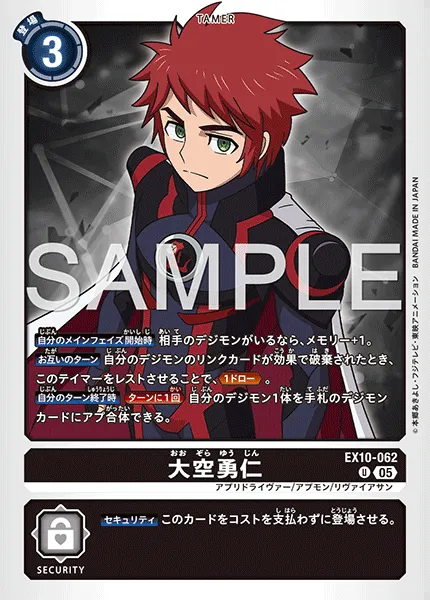 TAMER
登場
3
SAMPLE
自分のメインフェイズ開始時 相手のデジモンがいるなら、メモリー+1。
お互いのターン 自分のデジモンのリンクカードが効果で破棄されたとき、
このテイマーをレストさせることで、1ドロー 。
自分のターン終了時 ターンに1回 自分のデジモン1体を手札のデジモン
カードにアプ合体できる。
©本郷あきよし・フジテレビ・東映アニメーション BANDAI MADE IN JAPAN
EX10-062
おお ぞら ゆう じん
大空勇仁
U 05
アプリドライヴァー/アプモン/リヴァイアサン
セキュリティ このカードをコストを支払わずに登場させる。
SECURITY